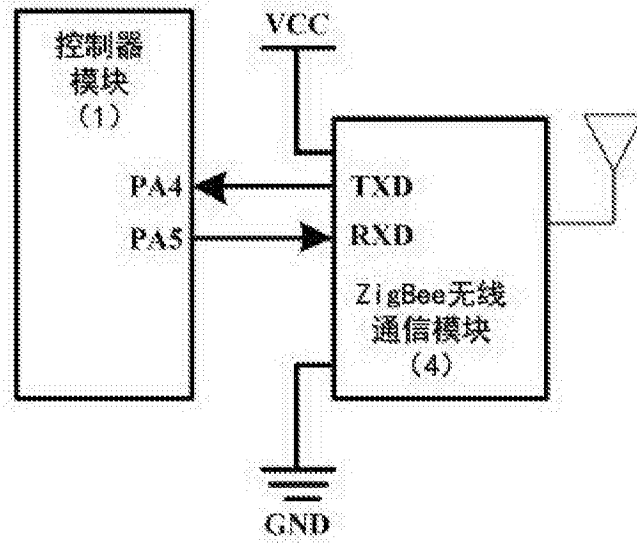 控制器
模块
(1)
VCC
PA4
TXD
PA5
RXD
ZigBee无线
通信模块
(4)
GND